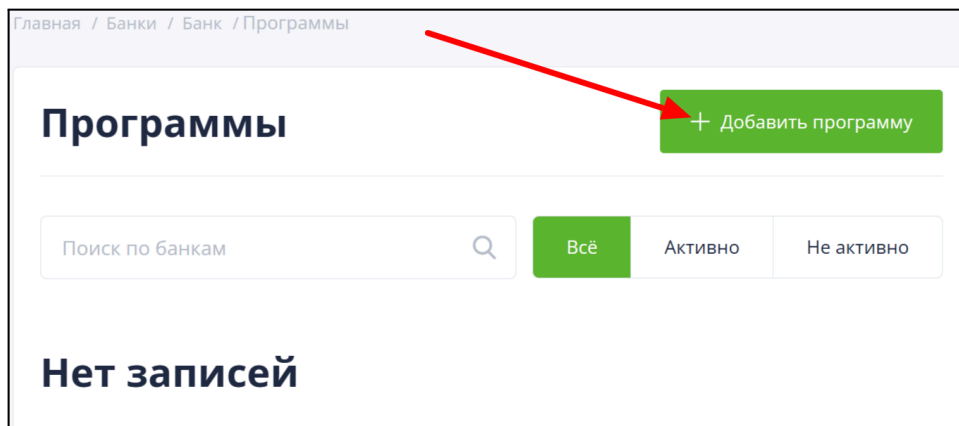 Главная / Банки / Банк / Программы
Программы
+ Добавить программу
Поиск по банкам
Всё
Активно
Не активно
Нет записей